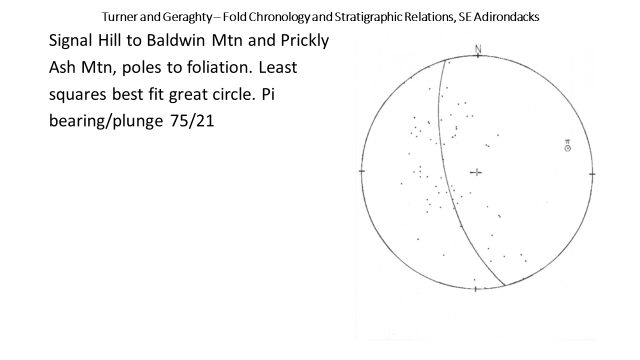 Turner and Geraghty – Fold Chronology and Stratigraphic Relations, SE Adirondacks
Signal Hill to Baldwin Mtn and Prickly
Ash Mtn, poles to foliation. Least
squares best fit great circle. Pi
bearing/plunge 75/21
N
π